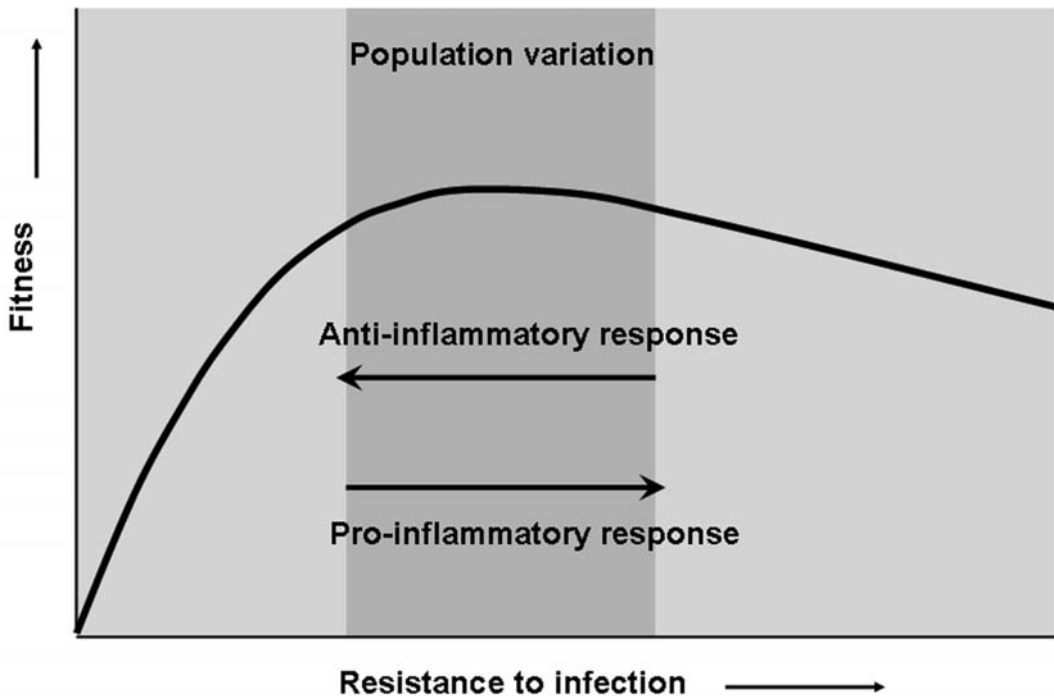 Population variation
Fitness
Anti-inflammatory response
Pro-inflammatory response
Resistance to infection